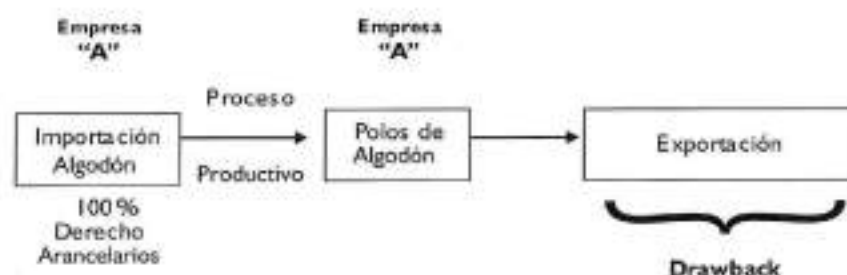 Empresa
"A"
Empresa
"A"
Importación
Algodón
Proceso
Productivo
Polos de
Algodón
Exportación
100%
Derecho
Arancelarios
Drawback